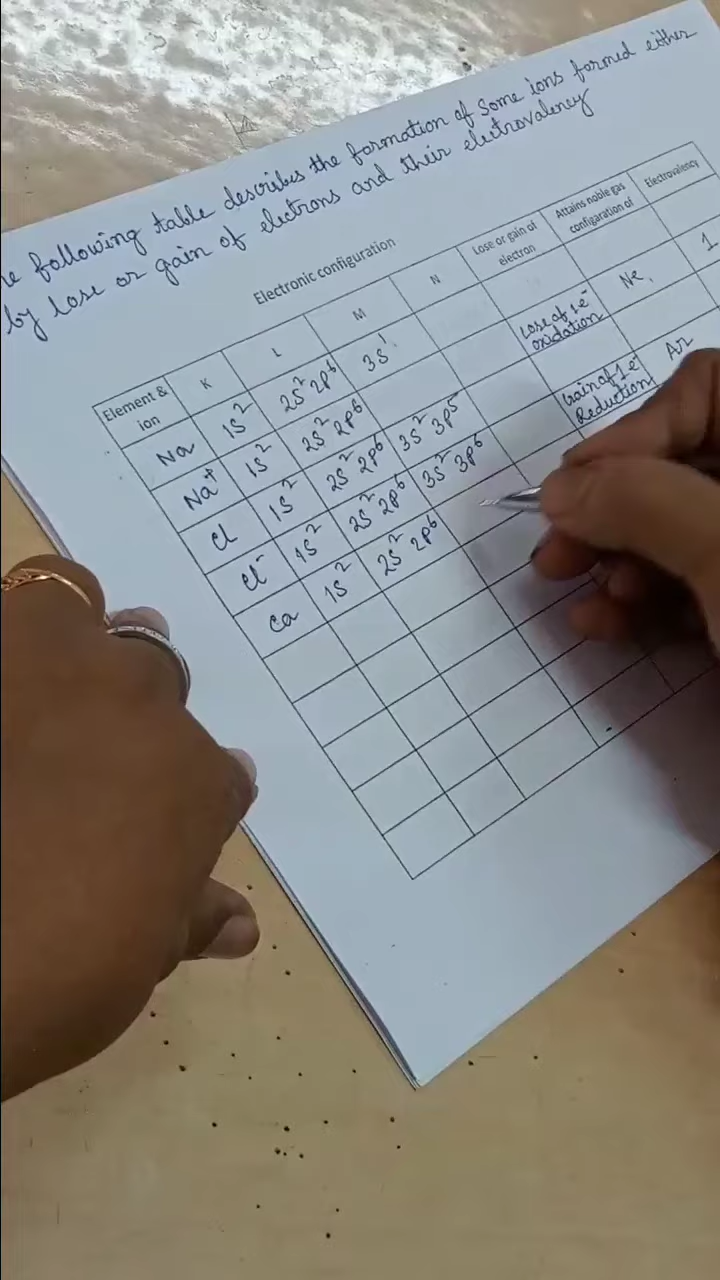 he following table describes the formation of some ions formed either
by lose or gain of electrons and their electrovalency
Electronic configuration
Element & ion K L M N Lose or gain of electron Attains noble gas configaration of Electrovalency
Na 1S² 2S² 2P⁶ 3S¹
Na⁺ 1S² 2S² 2P⁶ Lose of 1e⁻ oxidation Ne, 1
Cl 1S² 2S² 2P⁶ 3S² 3P⁵
Cl⁻ 1S² 2S² 2P⁶ 3S² 3P⁶ Gain of 1e⁻ Reduction Ar
Ca 1S² 2S² 2P⁶